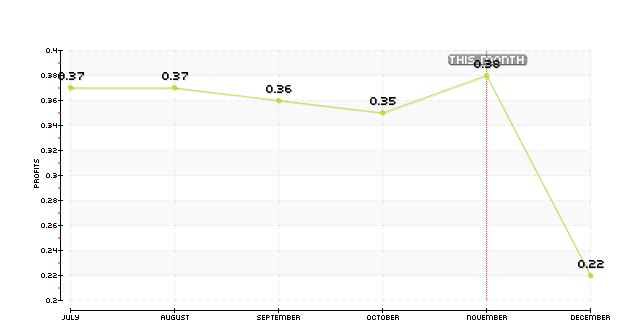 THIS MONTH
0.4
0.38
0.36
0.34
0.32
0.3
0.28
0.26
0.24
0.22
0.2
PROFITS
0.37
0.37
0.36
0.35
0.38
0.22
JULY
AUGUST
SEPTEMBER
OCTOBER
NOVEMBER
DECEMBER